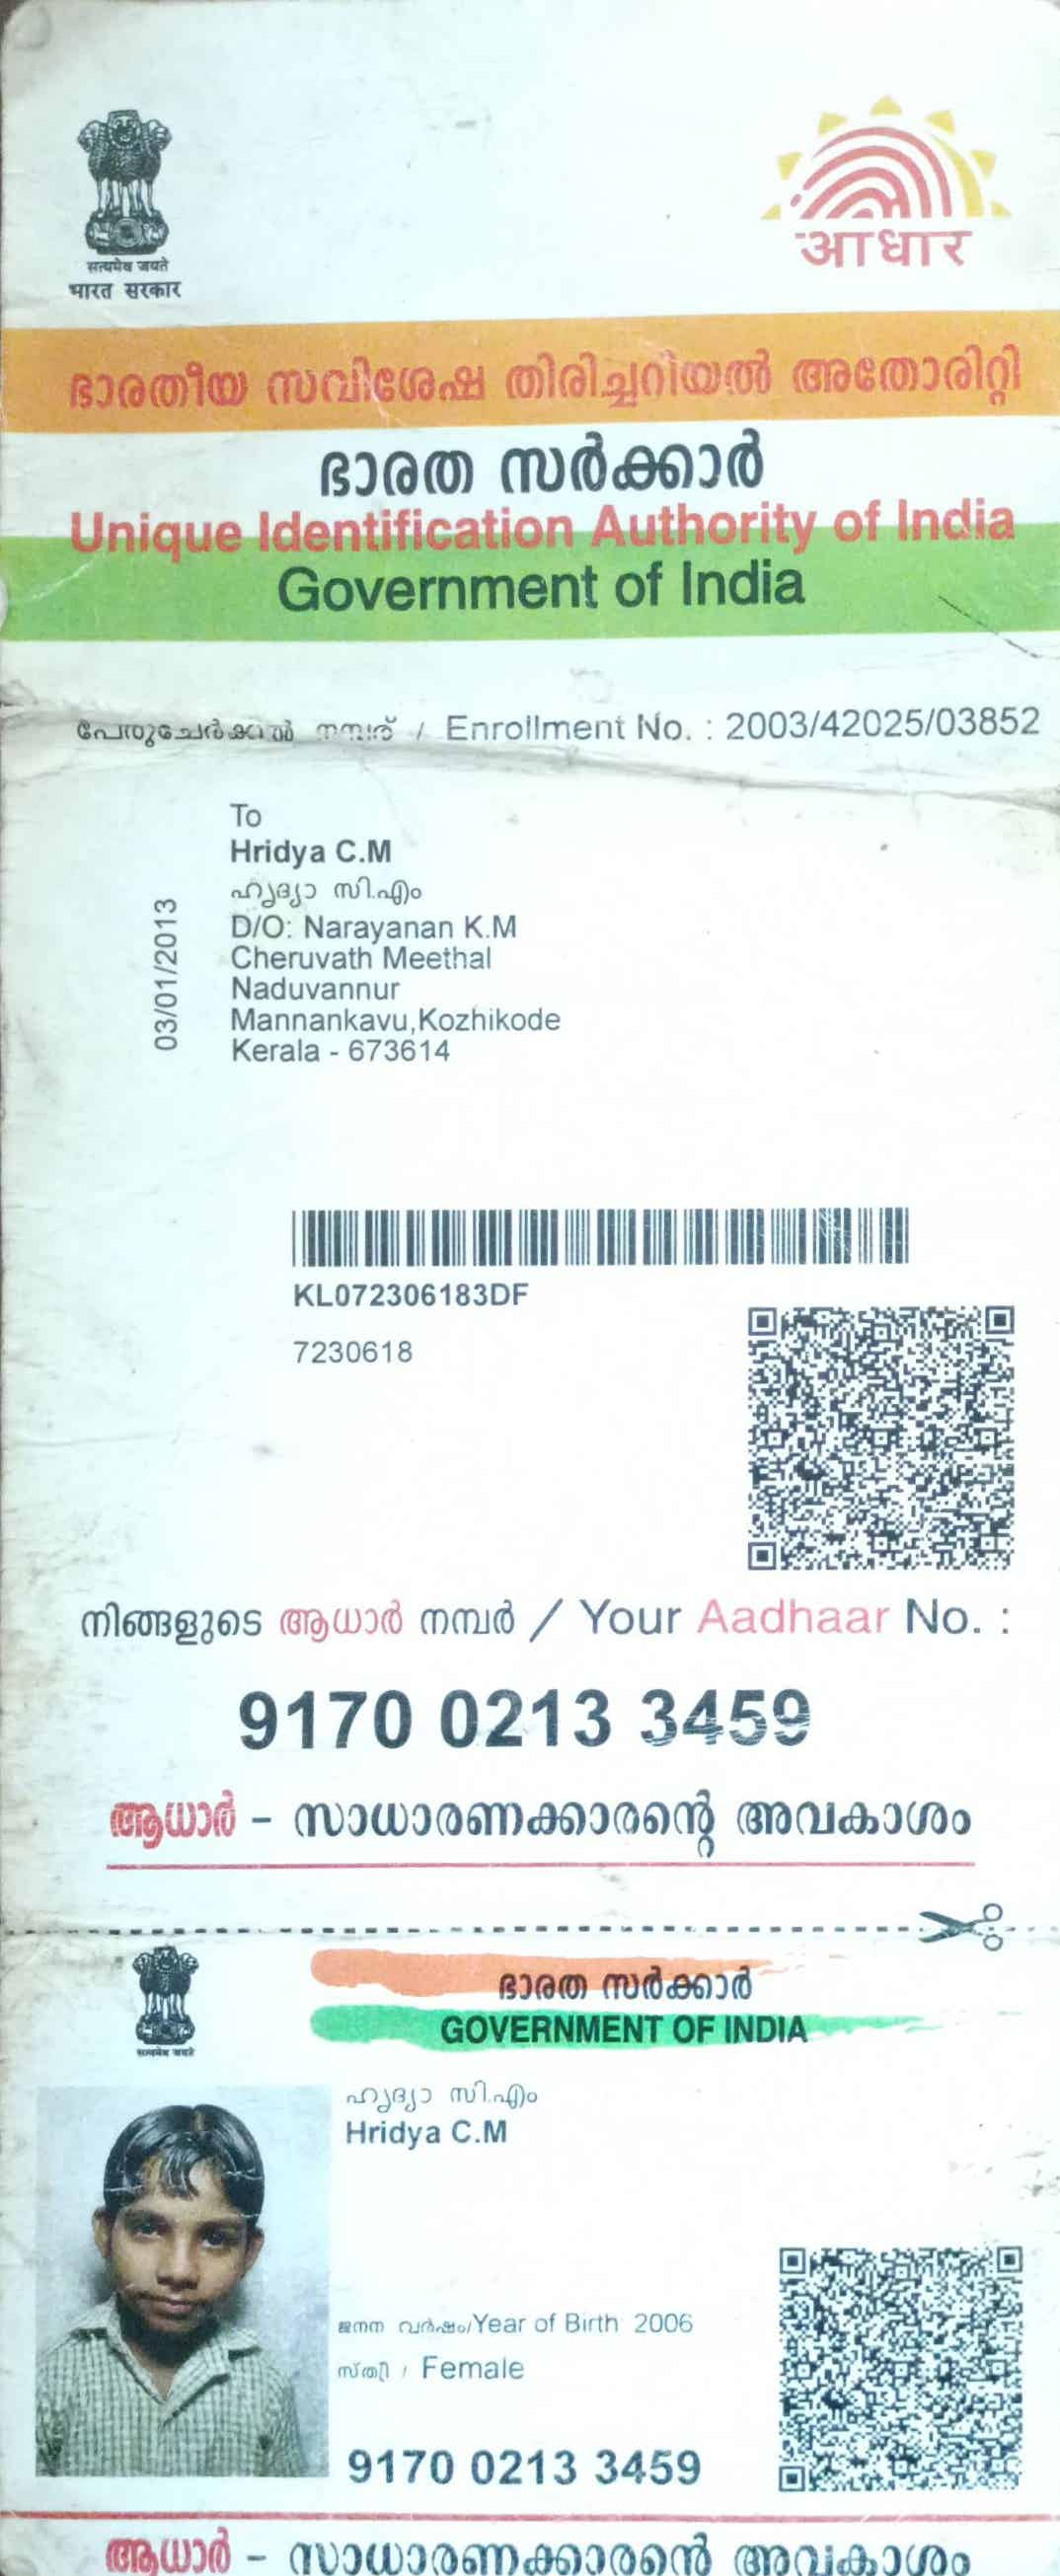 सत्यमेव जयते
भारत सरकार
आधार
ഭാരതീയ സവിശേഷ തിരിച്ചറിയൽ അതോരിറ്റി
ഭാരത സർക്കാർ
Unique Identification Authority of India
Government of India
നമ്പര് / Enrollment No. : 2003/42025/03852
To
Hridya C.M
ഹൃദ്യാ സി.എം
D/O: Narayanan K.M
Cheruvath Meethal
Naduvannur
Mannankavu,Kozhikode
Kerala - 673614
03/01/2013
KL072306183DF
7230618
നിങ്ങളുടെ ആധാർ നമ്പർ / Your Aadhaar No. :
9170 0213 3459
ആധാർ - സാധാരണക്കാരന്റെ അവകാശം
ഭാരത സർക്കാർ
GOVERNMENT OF INDIA
सत्यमेव जयते
ഹൃദ്യാ സി.എം
Hridya C.M
ജനന വർഷം/Year of Birth 2006
സ്ത്രീ / Female
9170 0213 3459
ആധാർ - സാധാരണക്കാരന്റെ അവകാശം